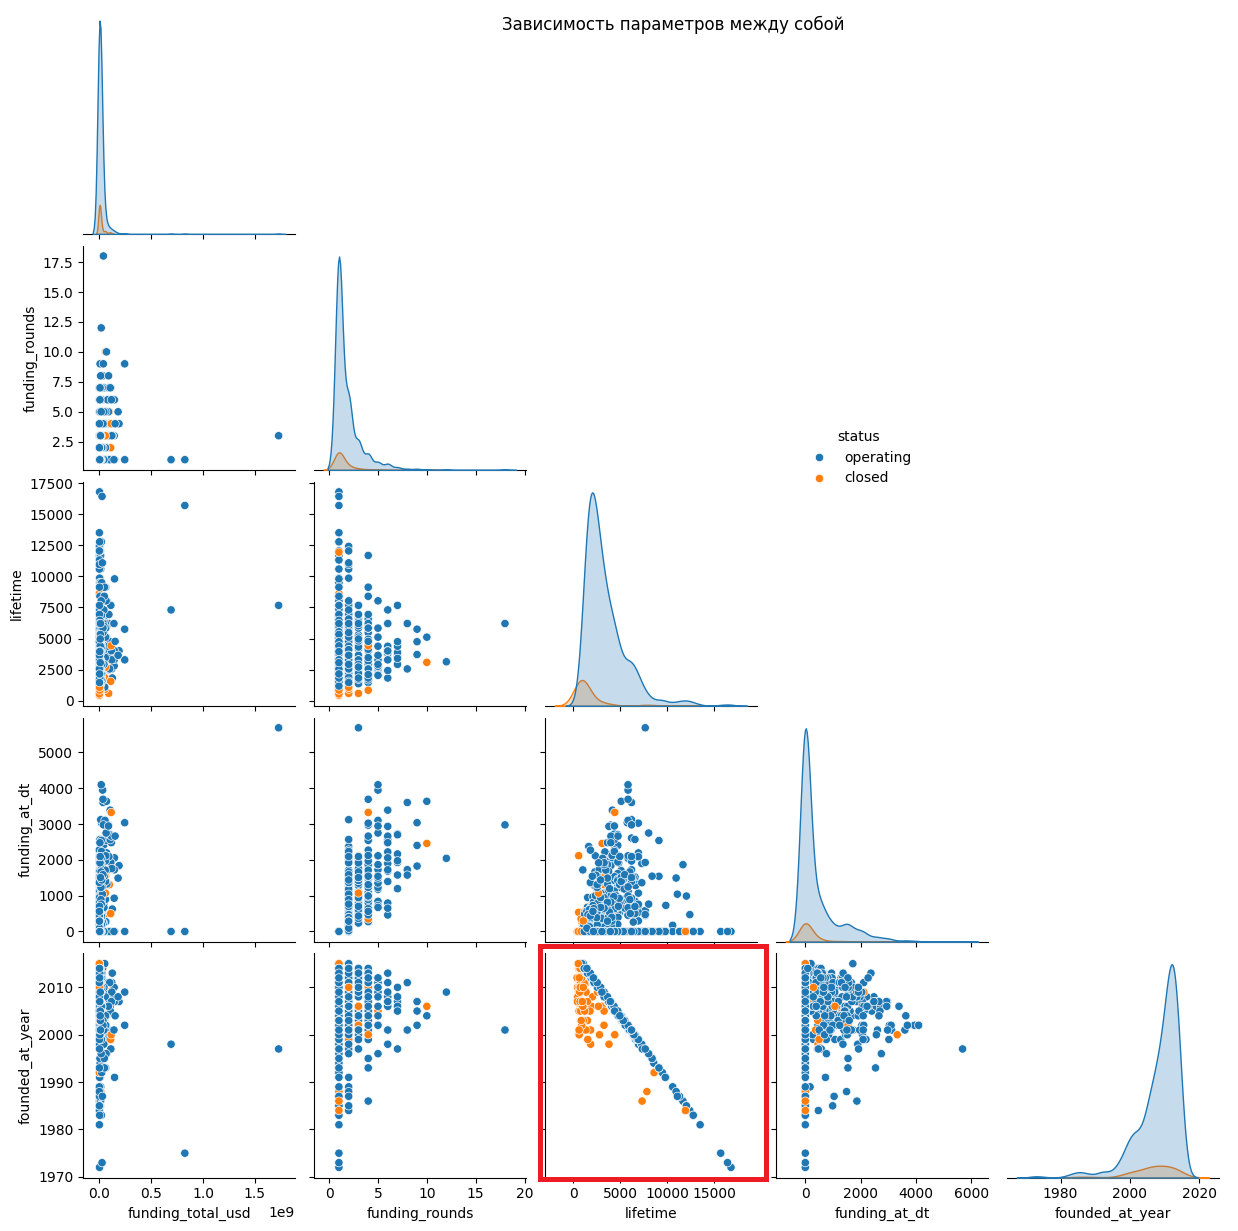 Зависимость параметров между собой
17.5
15.0
12.5
10.0
7.5
5.0
2.5
funding_rounds
status
operating
closed
17500
15000
12500
10000
7500
5000
2500
0
lifetime
5000
4000
3000
2000
1000
0
funding_at_dt
2010
2000
1990
1980
1970
founded_at_year
0.0 0.5 1.0 1.5
1e9
funding_total_usd
0 5 10 15 20
funding_rounds
0 5000 10000 15000
lifetime
0 2000 4000 6000
funding_at_dt
1980 2000 2020
founded_at_year